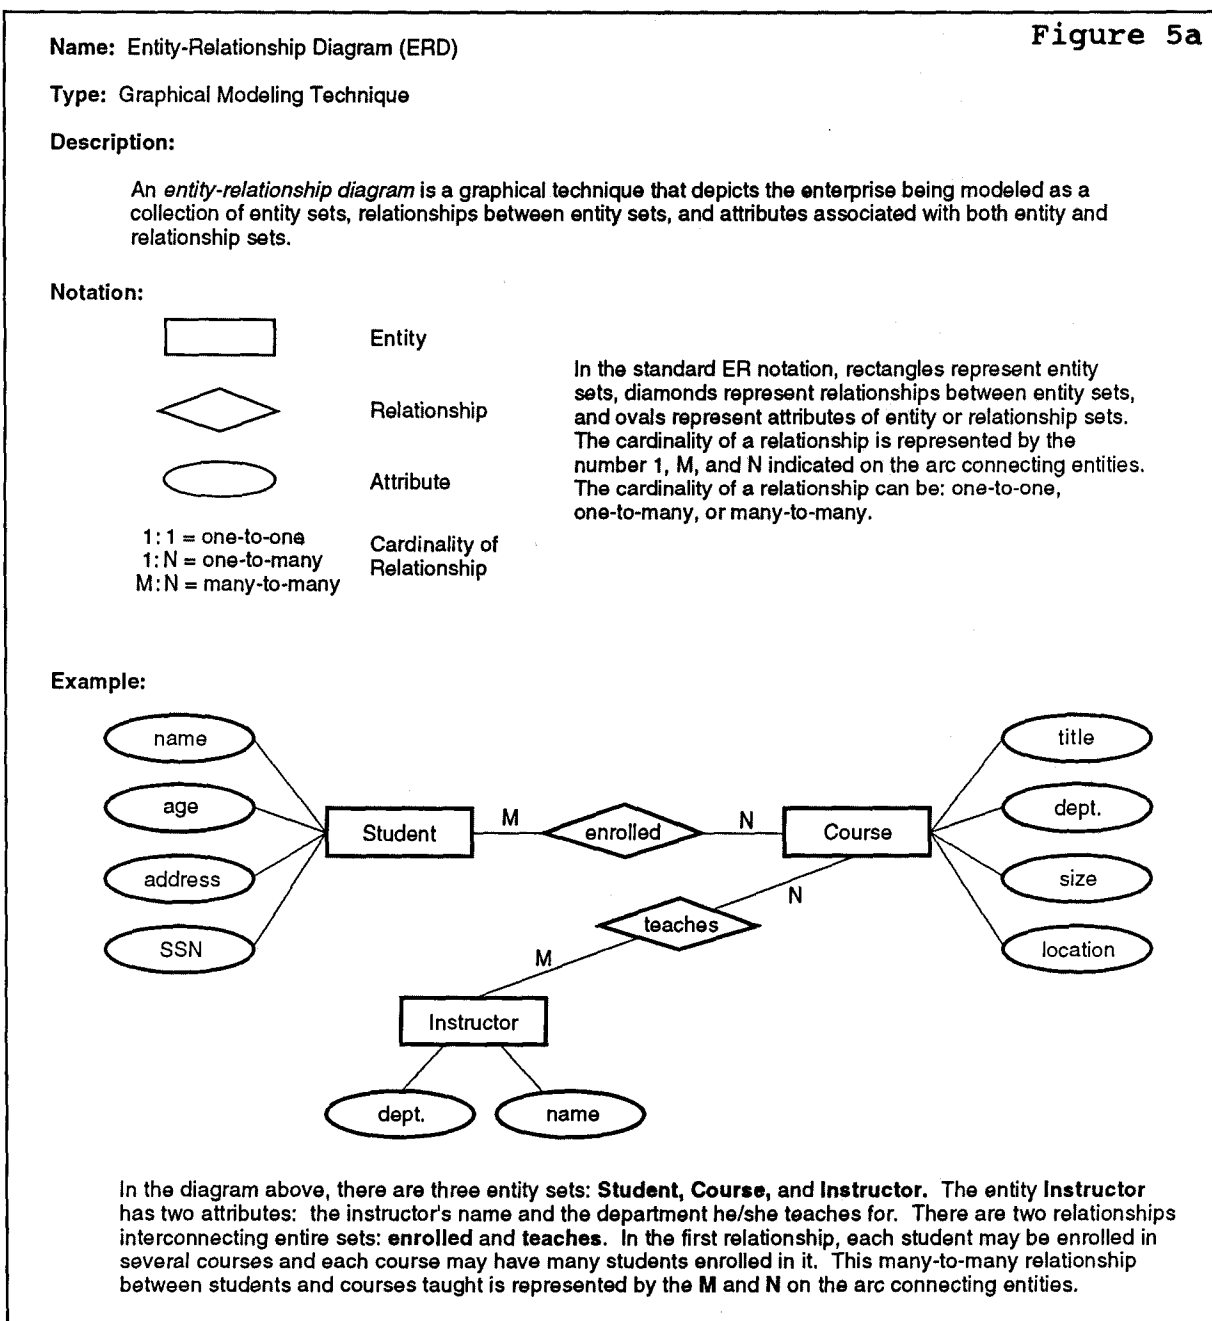 Figure 5a
Name: Entity-Relationship Diagram (ERD)
Type: Graphical Modeling Technique
Description:
An entity-relationship diagram is a graphical technique that depicts the enterprise being modeled as a
collection of entity sets, relationships between entity sets, and attributes associated with both entity and
relationship sets.
Notation:
Entity
Relationship
Attribute
1:1 = one-to-one
1:N = one-to-many
M:N = many-to-many
Cardinality of
Relationship
In the standard ER notation, rectangles represent entity
sets, diamonds represent relationships between entity sets,
and ovals represent attributes of entity or relationship sets.
The cardinality of a relationship is represented by the
number 1, M, and N indicated on the arc connecting entities.
The cardinality of a relationship can be: one-to-one,
one-to-many, or many-to-many.
Example:
name
age
address
SSN
Student
M
enrolled
N
Course
title
dept.
size
location
N
teaches
M
Instructor
dept.
name
In the diagram above, there are three entity sets: Student, Course, and Instructor. The entity Instructor
has two attributes: the instructor's name and the department he/she teaches for. There are two relationships
interconnecting entire sets: enrolled and teaches. In the first relationship, each student may be enrolled in
several courses and each course may have many students enrolled in it. This many-to-many relationship
between students and courses taught is represented by the M and N on the arc connecting entities.